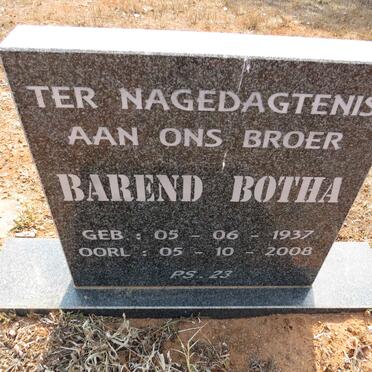 TER NAGEDAGTENIS
AAN ONS BROER
BAREND BOTHA
GEB : 05 - 06 - 1937
OORL : 05 - 10 - 2008
PS. 23